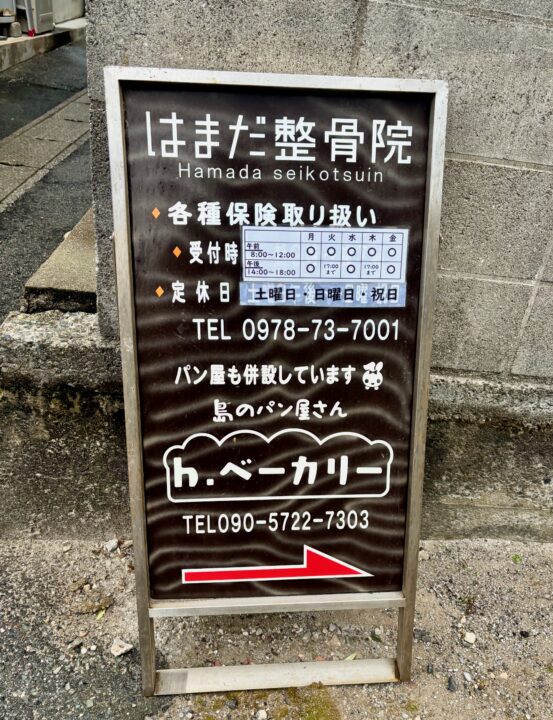 はまだ整骨院
Hamada seikotsuin
各種保険取り扱い
受付時
月 火 水 木 金
午前 8:00〜12:00 ○ ○ ○ ○ ○
午後 14:00〜18:00 ○ 17:00まで ○ 17:00まで ○
定休日 土曜日・日曜日・祝日
TEL 0978-73-7001
パン屋も併設しています
島のパン屋さん
h.ベーカリー
TEL090-5722-7303